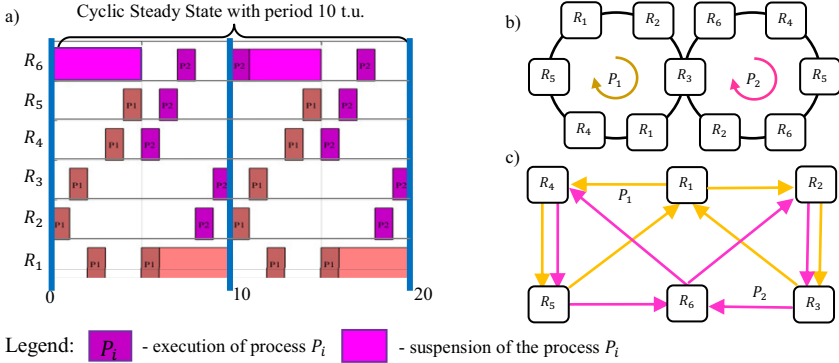 a)
Cyclic Steady State with period 10 t.u.
R6 P2 P2 P2
R5 P1 P2 P1 P2
R4 P1 P2 P1 P2
R3 P1 P2 P1 P2
R2 P1 P2 P1 P2
R1 P1 P1 P1 P1
0 10 20
Legend: Pi - execution of process Pi - suspension of the process Pi
b)
R1 R2 R6 R4
R5 P1 R3 P2 R5
R4 R1 R2 R6
c)
R4 R1 R2
P1
R5 R6 P2 R3